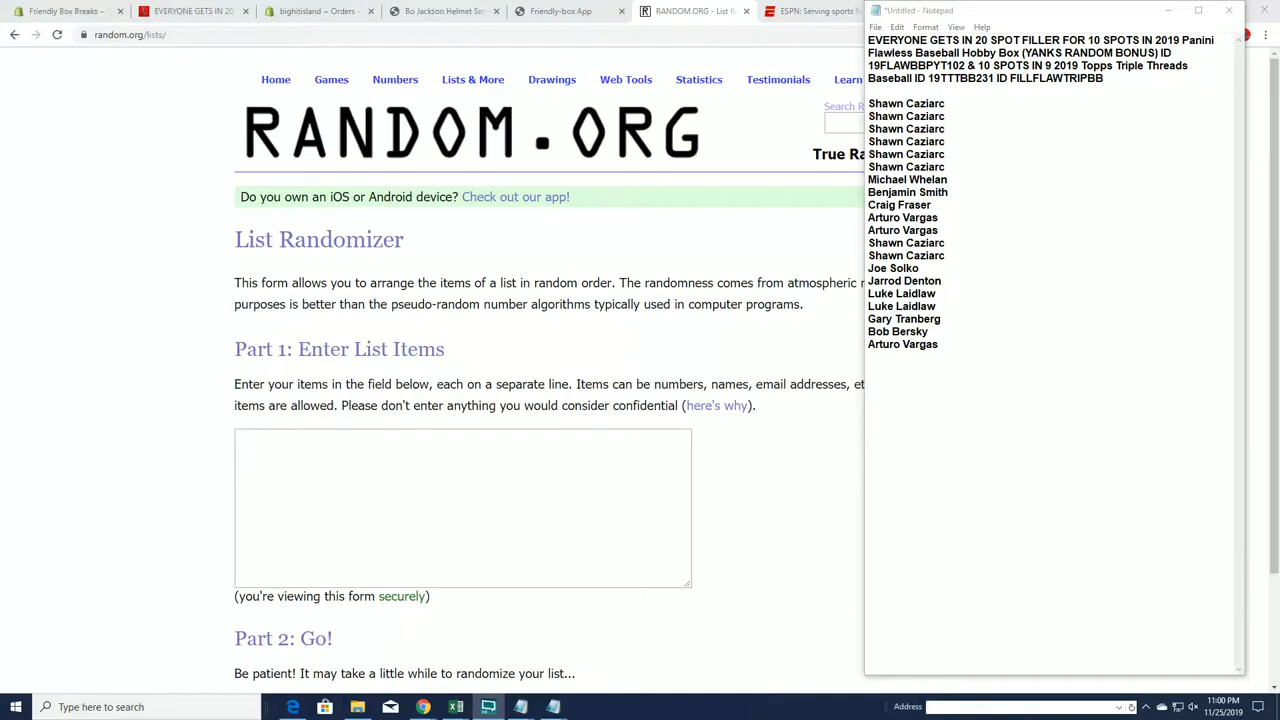 Friendly Box Breaks –
EVERYONE GETS IN 20
bightisland ~ Orders ·
Bo Jackson Helmet Ser
Friendly-box App
RANDOM.ORG - List R
ESPN: Serving sports
random.org/lists/
Home
Games
Numbers
Lists & More
Drawings
Web Tools
Statistics
Testimonials
Learn
Search R
RANDOM.ORG
True Ra
Do you own an iOS or Android device? Check out our app!
List Randomizer
This form allows you to arrange the items of a list in random order. The randomness comes from atmospheric
purposes is better than the pseudo-random number algorithms typically used in computer programs.
Part 1: Enter List Items
Enter your items in the field below, each on a separate line. Items can be numbers, names, email addresses, et
items are allowed. Please don't enter anything you would consider confidential (here's why).
(you're viewing this form securely)
Part 2: Go!
Be patient! It may take a little while to randomize your list...
*Untitled - Notepad
File Edit Format View Help
EVERYONE GETS IN 20 SPOT FILLER FOR 10 SPOTS IN 2019 Panini
Flawless Baseball Hobby Box (YANKS RANDOM BONUS) ID
19FLAWBBPYT102 & 10 SPOTS IN 9 2019 Topps Triple Threads
Baseball ID 19TTTBB231 ID FILLFLAWTRIPBB
Shawn Caziarc
Shawn Caziarc
Shawn Caziarc
Shawn Caziarc
Shawn Caziarc
Shawn Caziarc
Michael Whelan
Benjamin Smith
Craig Fraser
Arturo Vargas
Arturo Vargas
Shawn Caziarc
Shawn Caziarc
Joe Solko
Jarrod Denton
Luke Laidlaw
Luke Laidlaw
Gary Tranberg
Bob Bersky
Arturo Vargas
Type here to search
Address
11:00 PM
11/25/2019